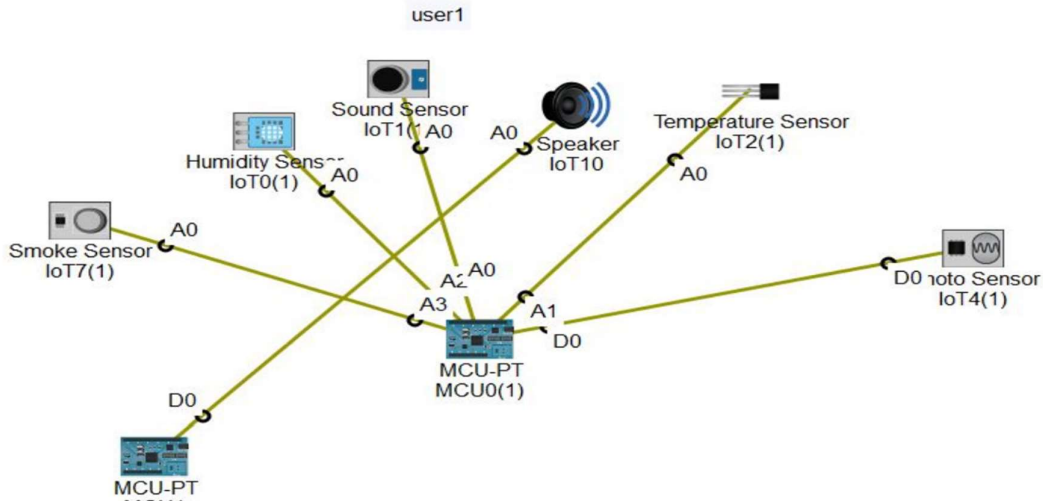 user1
Sound Sensor
IoT1(1
A0
A0
Speaker
IoT10
Temperature Sensor
IoT2(1)
A0
Humidity Sensor
IoT0(1)
A0
Smoke Sensor
IoT7(1)
A0
D0
oto Sensor
IoT4(1)
A2
A0
A3
A1
D0
MCU-PT
MCU0(1)
D0
MCU-PT